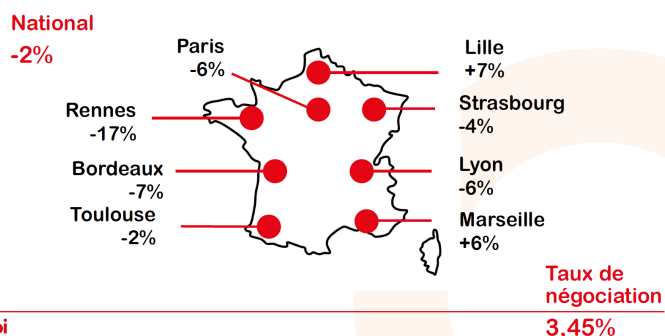 National
-2%
Paris
-6%
Lille
+7%
Rennes
-17%
Strasbourg
-4%
Bordeaux
-7%
Lyon
-6%
Toulouse
-2%
Marseille
+6%
Taux de
négociation
3,45%